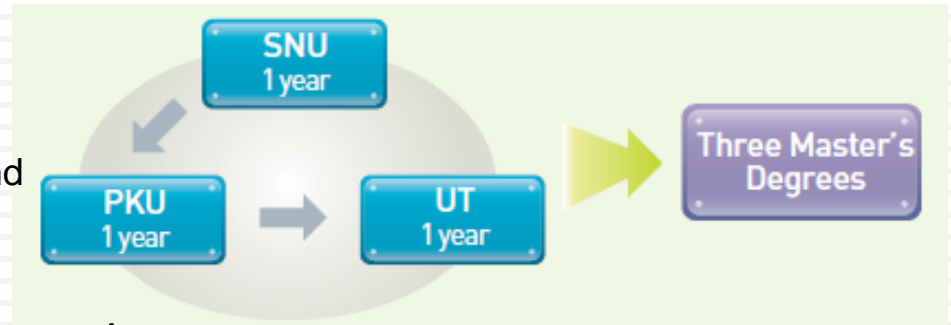 SNU
1 year
PKU
1 year
UT
1 year
Three Master's
Degrees